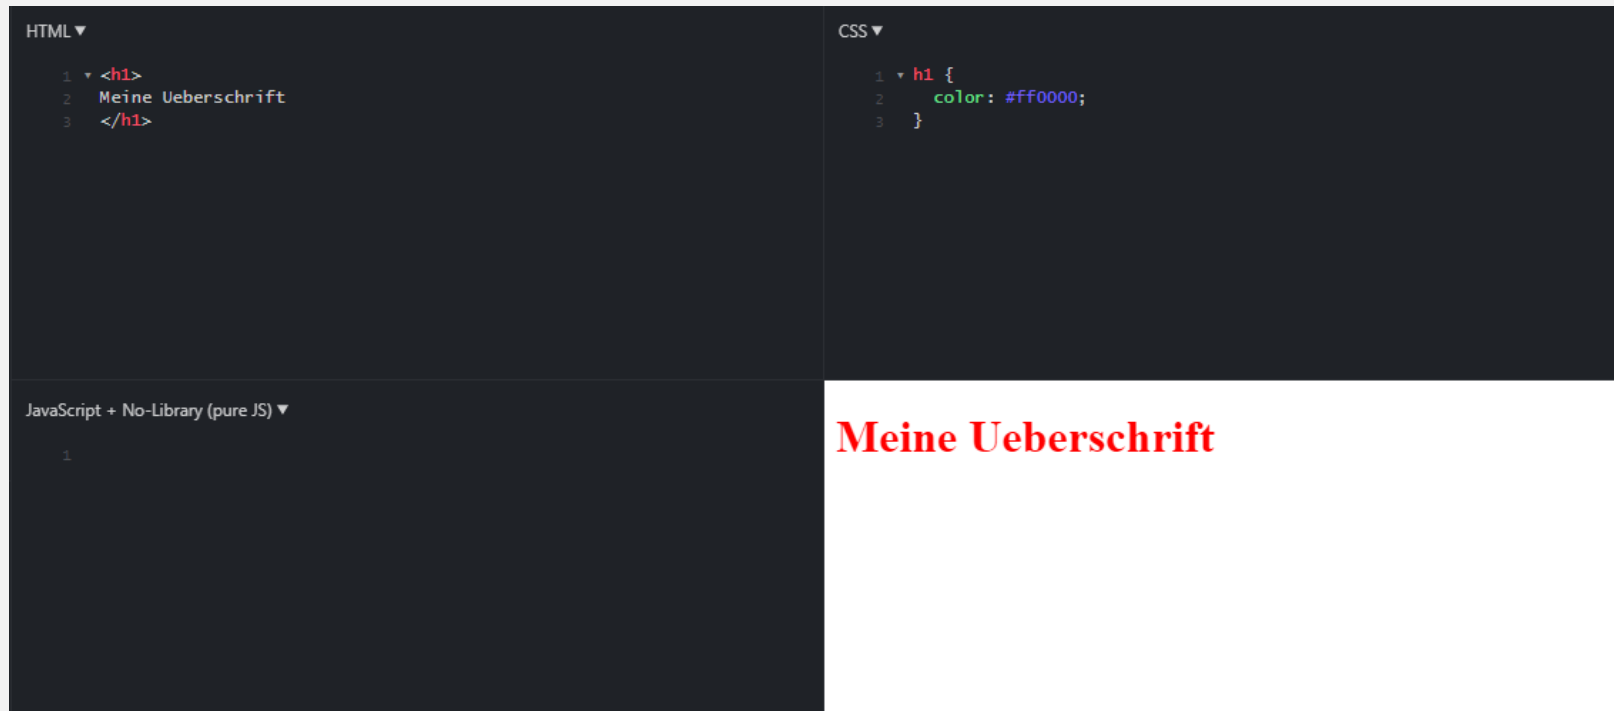 HTML ▼
1 ▾ <h1>
2 Meine Ueberschrift
3 </h1>
CSS ▼
1 ▾ h1 {
2 color: #ff0000;
3 }
JavaScript + No-Library (pure JS) ▼
1
Meine Ueberschrift